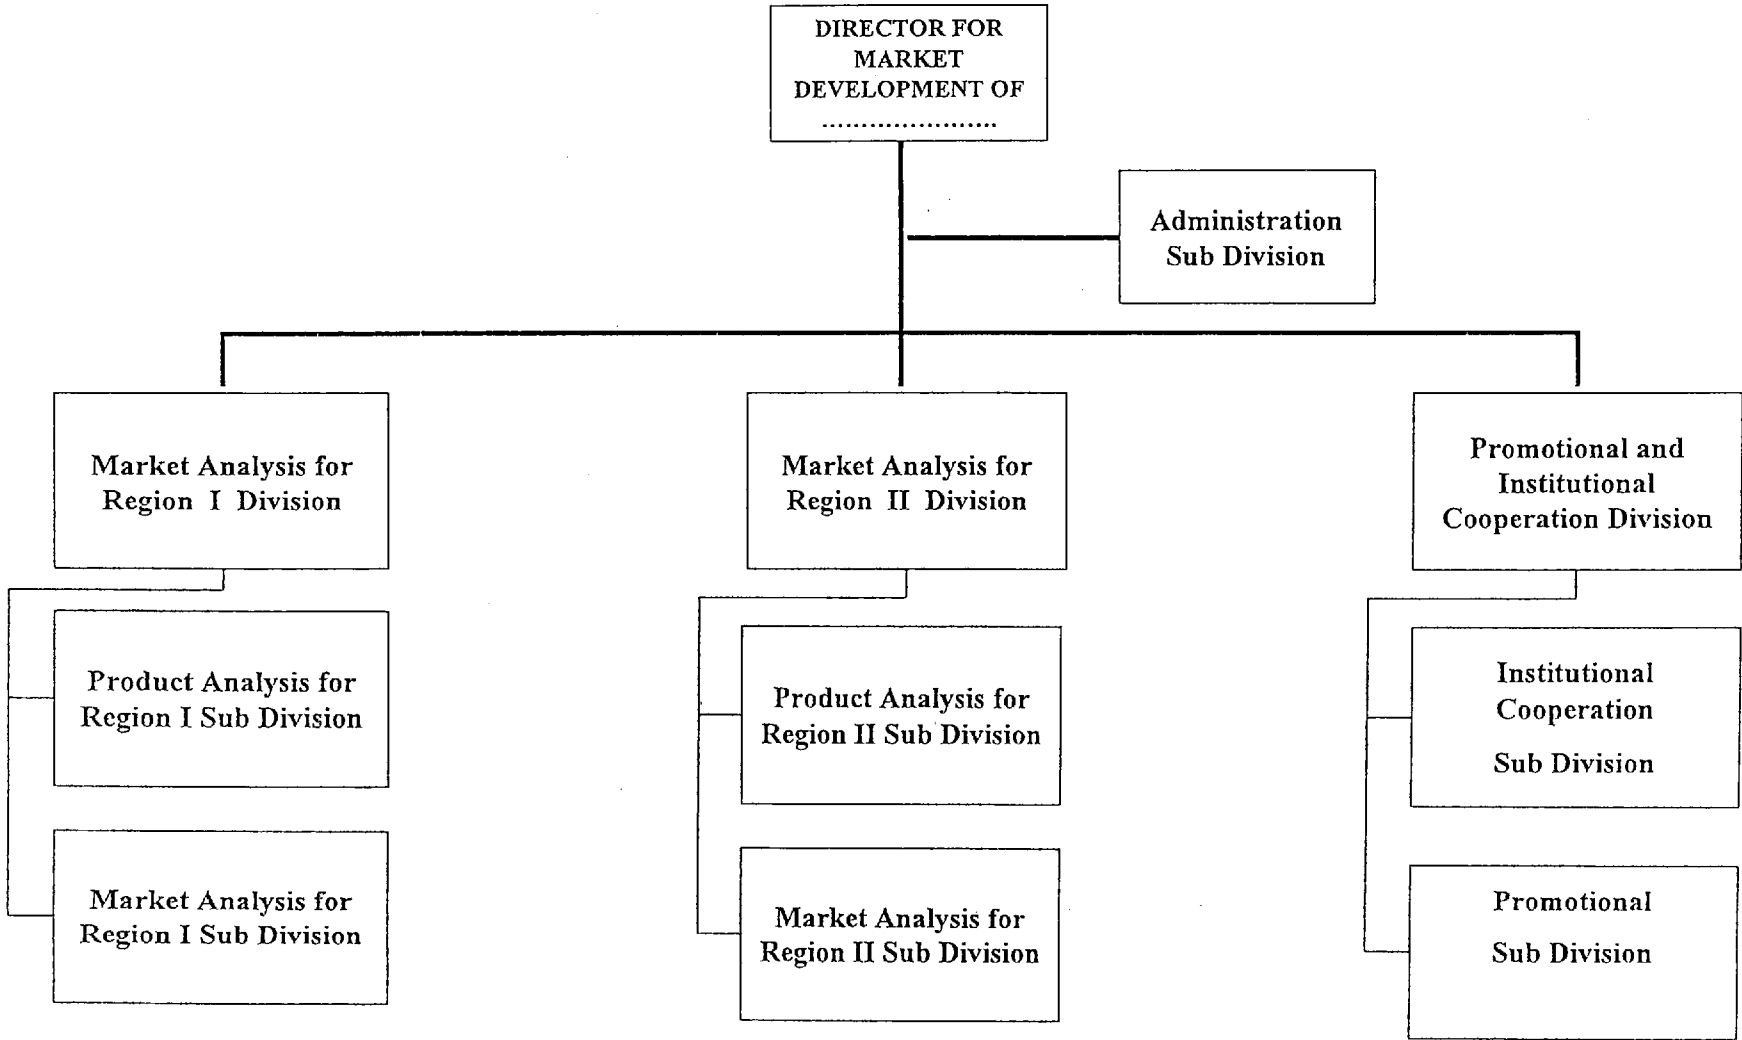 DIRECTOR FOR
MARKET
DEVELOPMENT OF
......................
Administration
Sub Division
Market Analysis for
Region I Division
Market Analysis for
Region II Division
Promotional and
Institutional
Cooperation Division
Product Analysis for
Region I Sub Division
Product Analysis for
Region II Sub Division
Institutional
Cooperation
Sub Division
Market Analysis for
Region I Sub Division
Market Analysis for
Region II Sub Division
Promotional
Sub Division